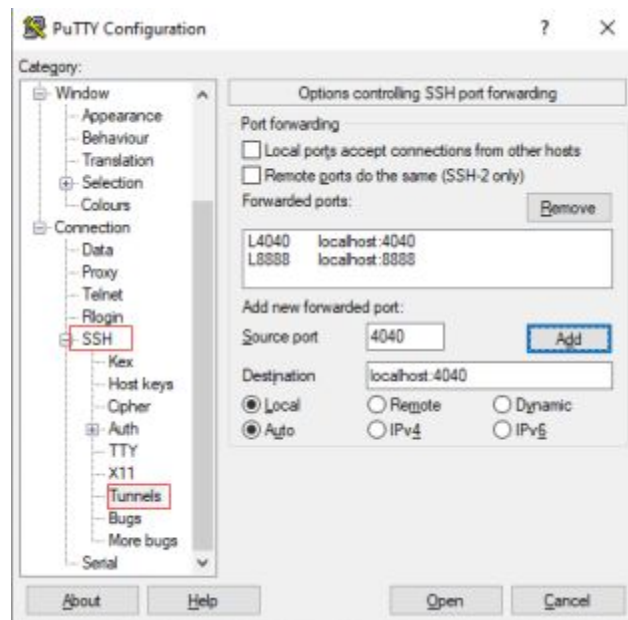 PuTTY Configuration ? ×
Category:
Window
Appearance
Behaviour
Translation
Selection
Colours
Connection
Data
Proxy
Telnet
Rlogin
SSH
Kex
Host keys
Cipher
Auth
TTY
X11
Tunnels
Bugs
More bugs
Serial
Options controlling SSH port forwarding
Port forwarding
Local ports accept connections from other hosts
Remote ports do the same (SSH-2 only)
Forwarded ports: Remove
L4040 localhost:4040
L8888 localhost:8888
Add new forwarded port:
Source port 4040 Add
Destination localhost:4040
Local Remote Dynamic
Auto IPv4 IPv6
About Help Open Cancel